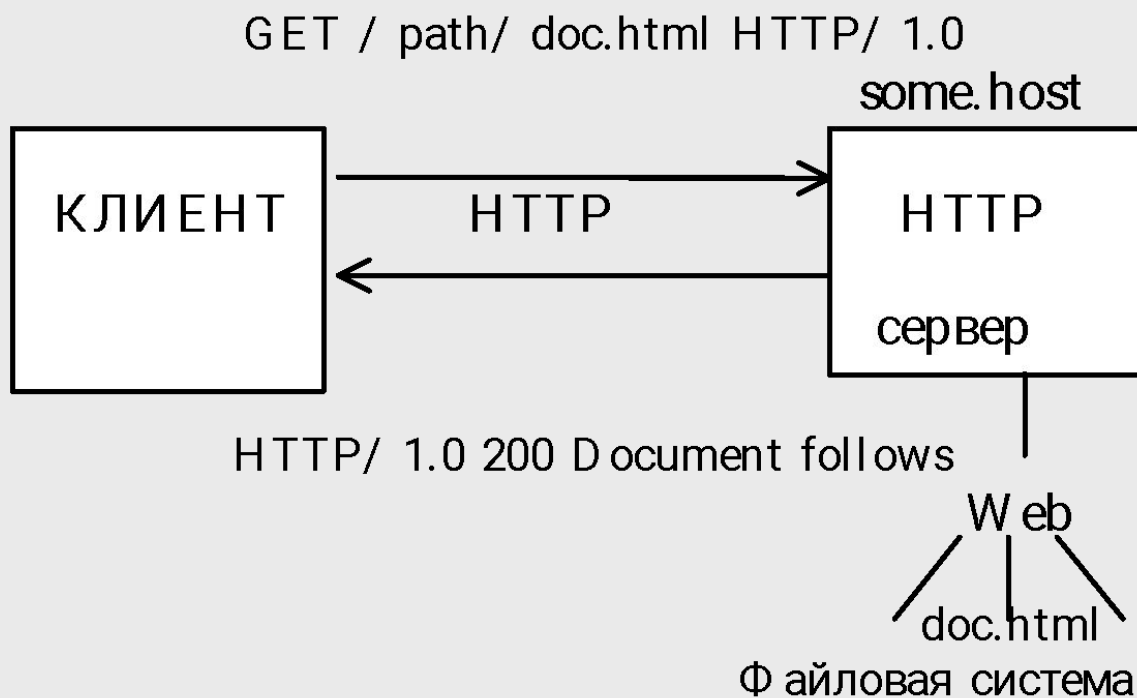 GET / path/ doc.html HTTP/ 1.0
some.host
КЛИЕНТ
HTTP
HTTP
сервер
HTTP/ 1.0 200 Document follows
Web
doc.html
Файловая система